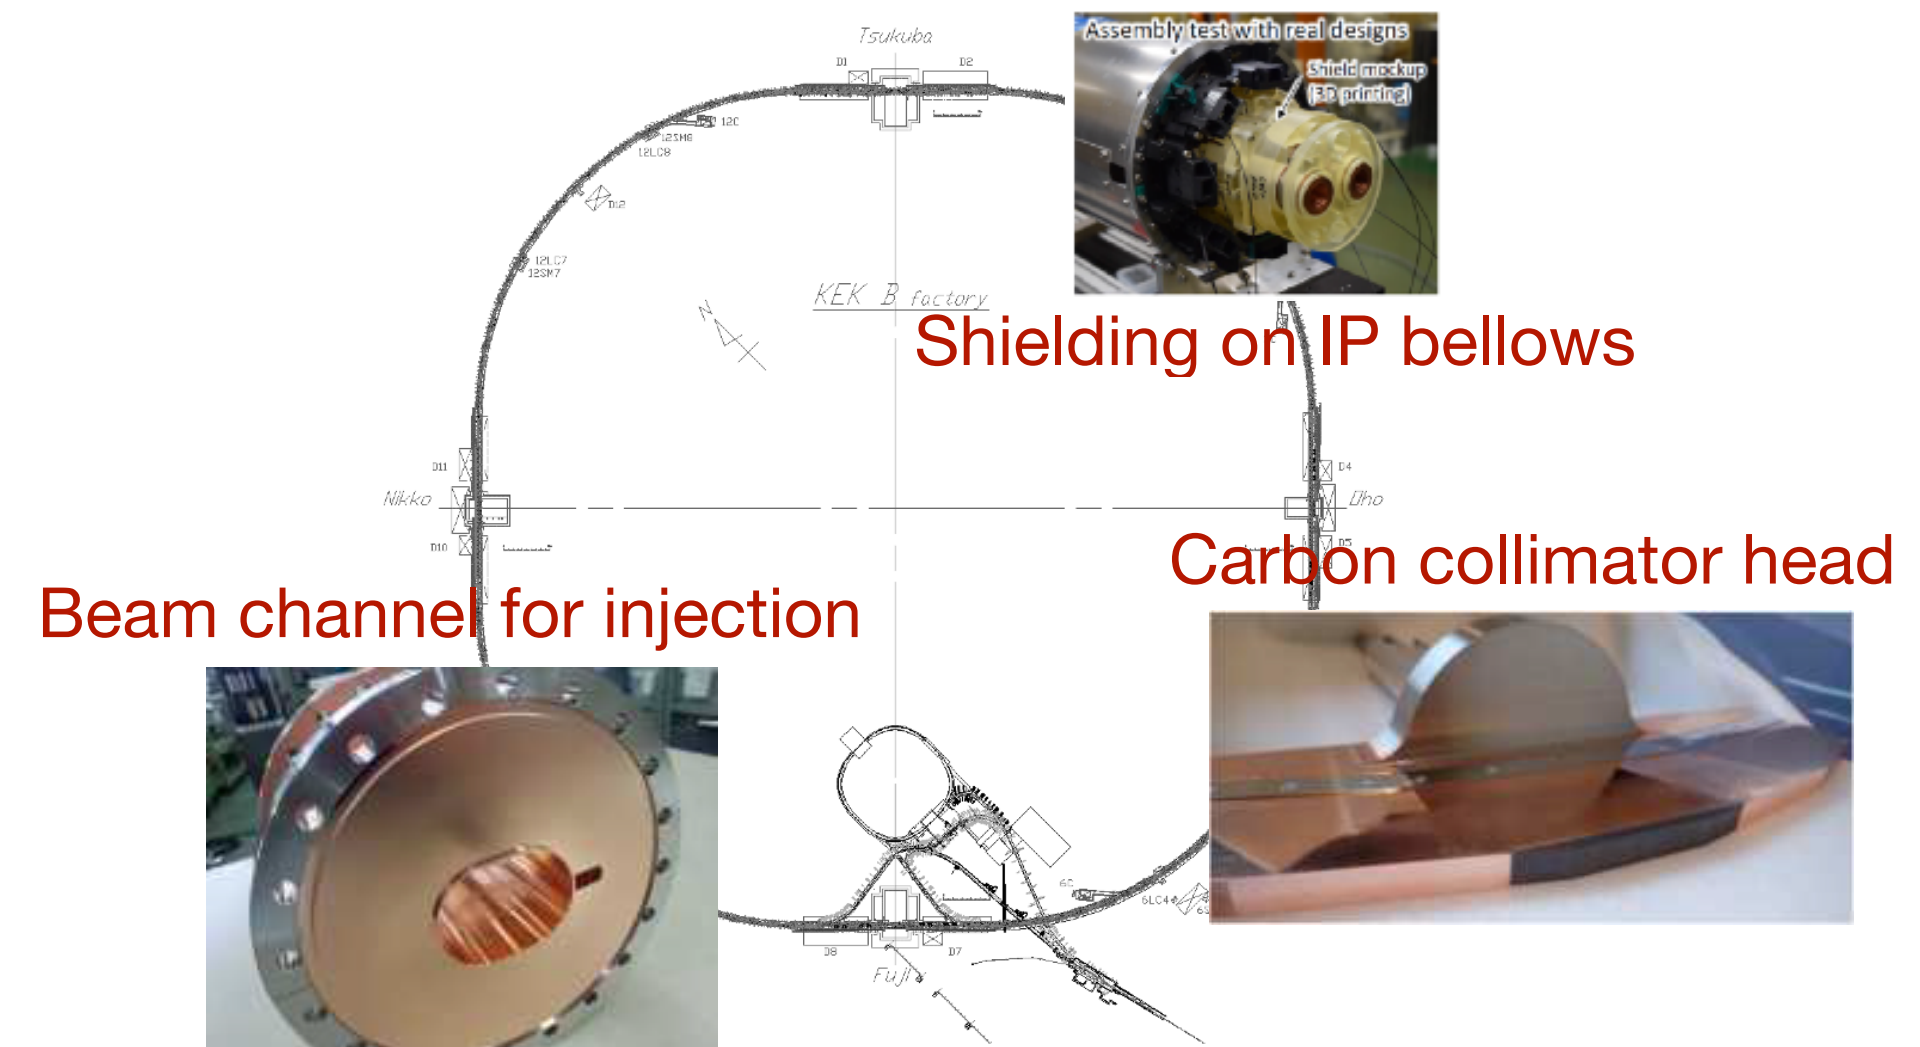 Tsukuba
D1
D2
Assembly test with real designs
Shield mockup
(3D printing)
12C
12SM8
12LC8
D12
12LC7
12SM7
KEK B factory
N
Shielding on IP bellows
D11
D4
Nikko
Oho
D10
D5
Carbon collimator head
Beam channel for injection
6C
6LC4
D8
D7
Fuji